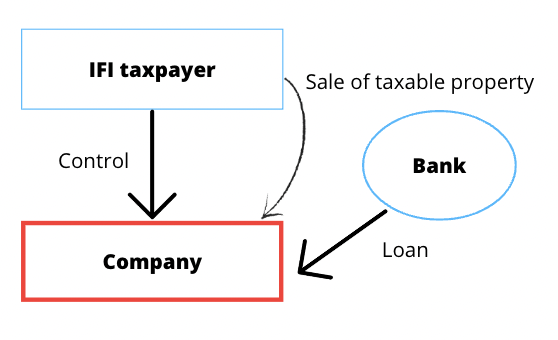 IFI taxpayer
Sale of taxable property
Control
Bank
Company
Loan